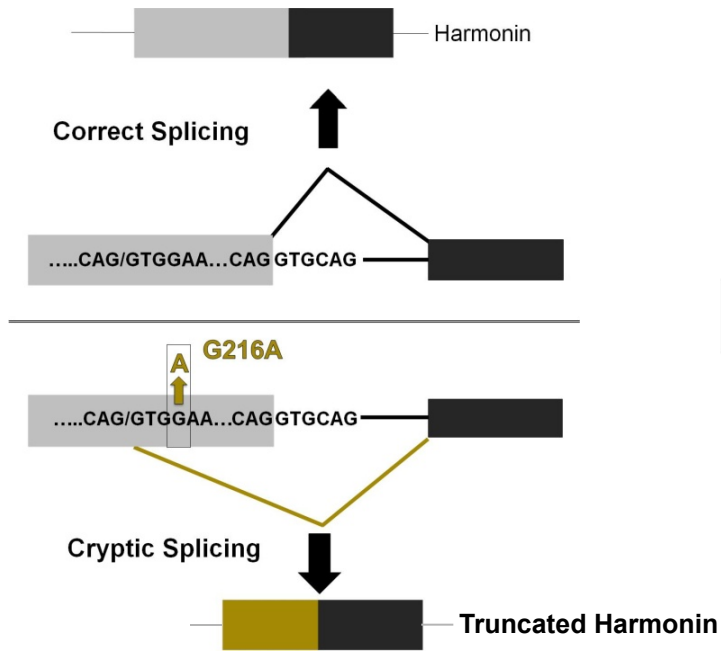 Harmonin
Correct Splicing
…..CAG/GTGGAA…CAG GTGCAG
A G216A
…..CAG/GTGGAA…CAG GTGCAG
Cryptic Splicing
Truncated Harmonin